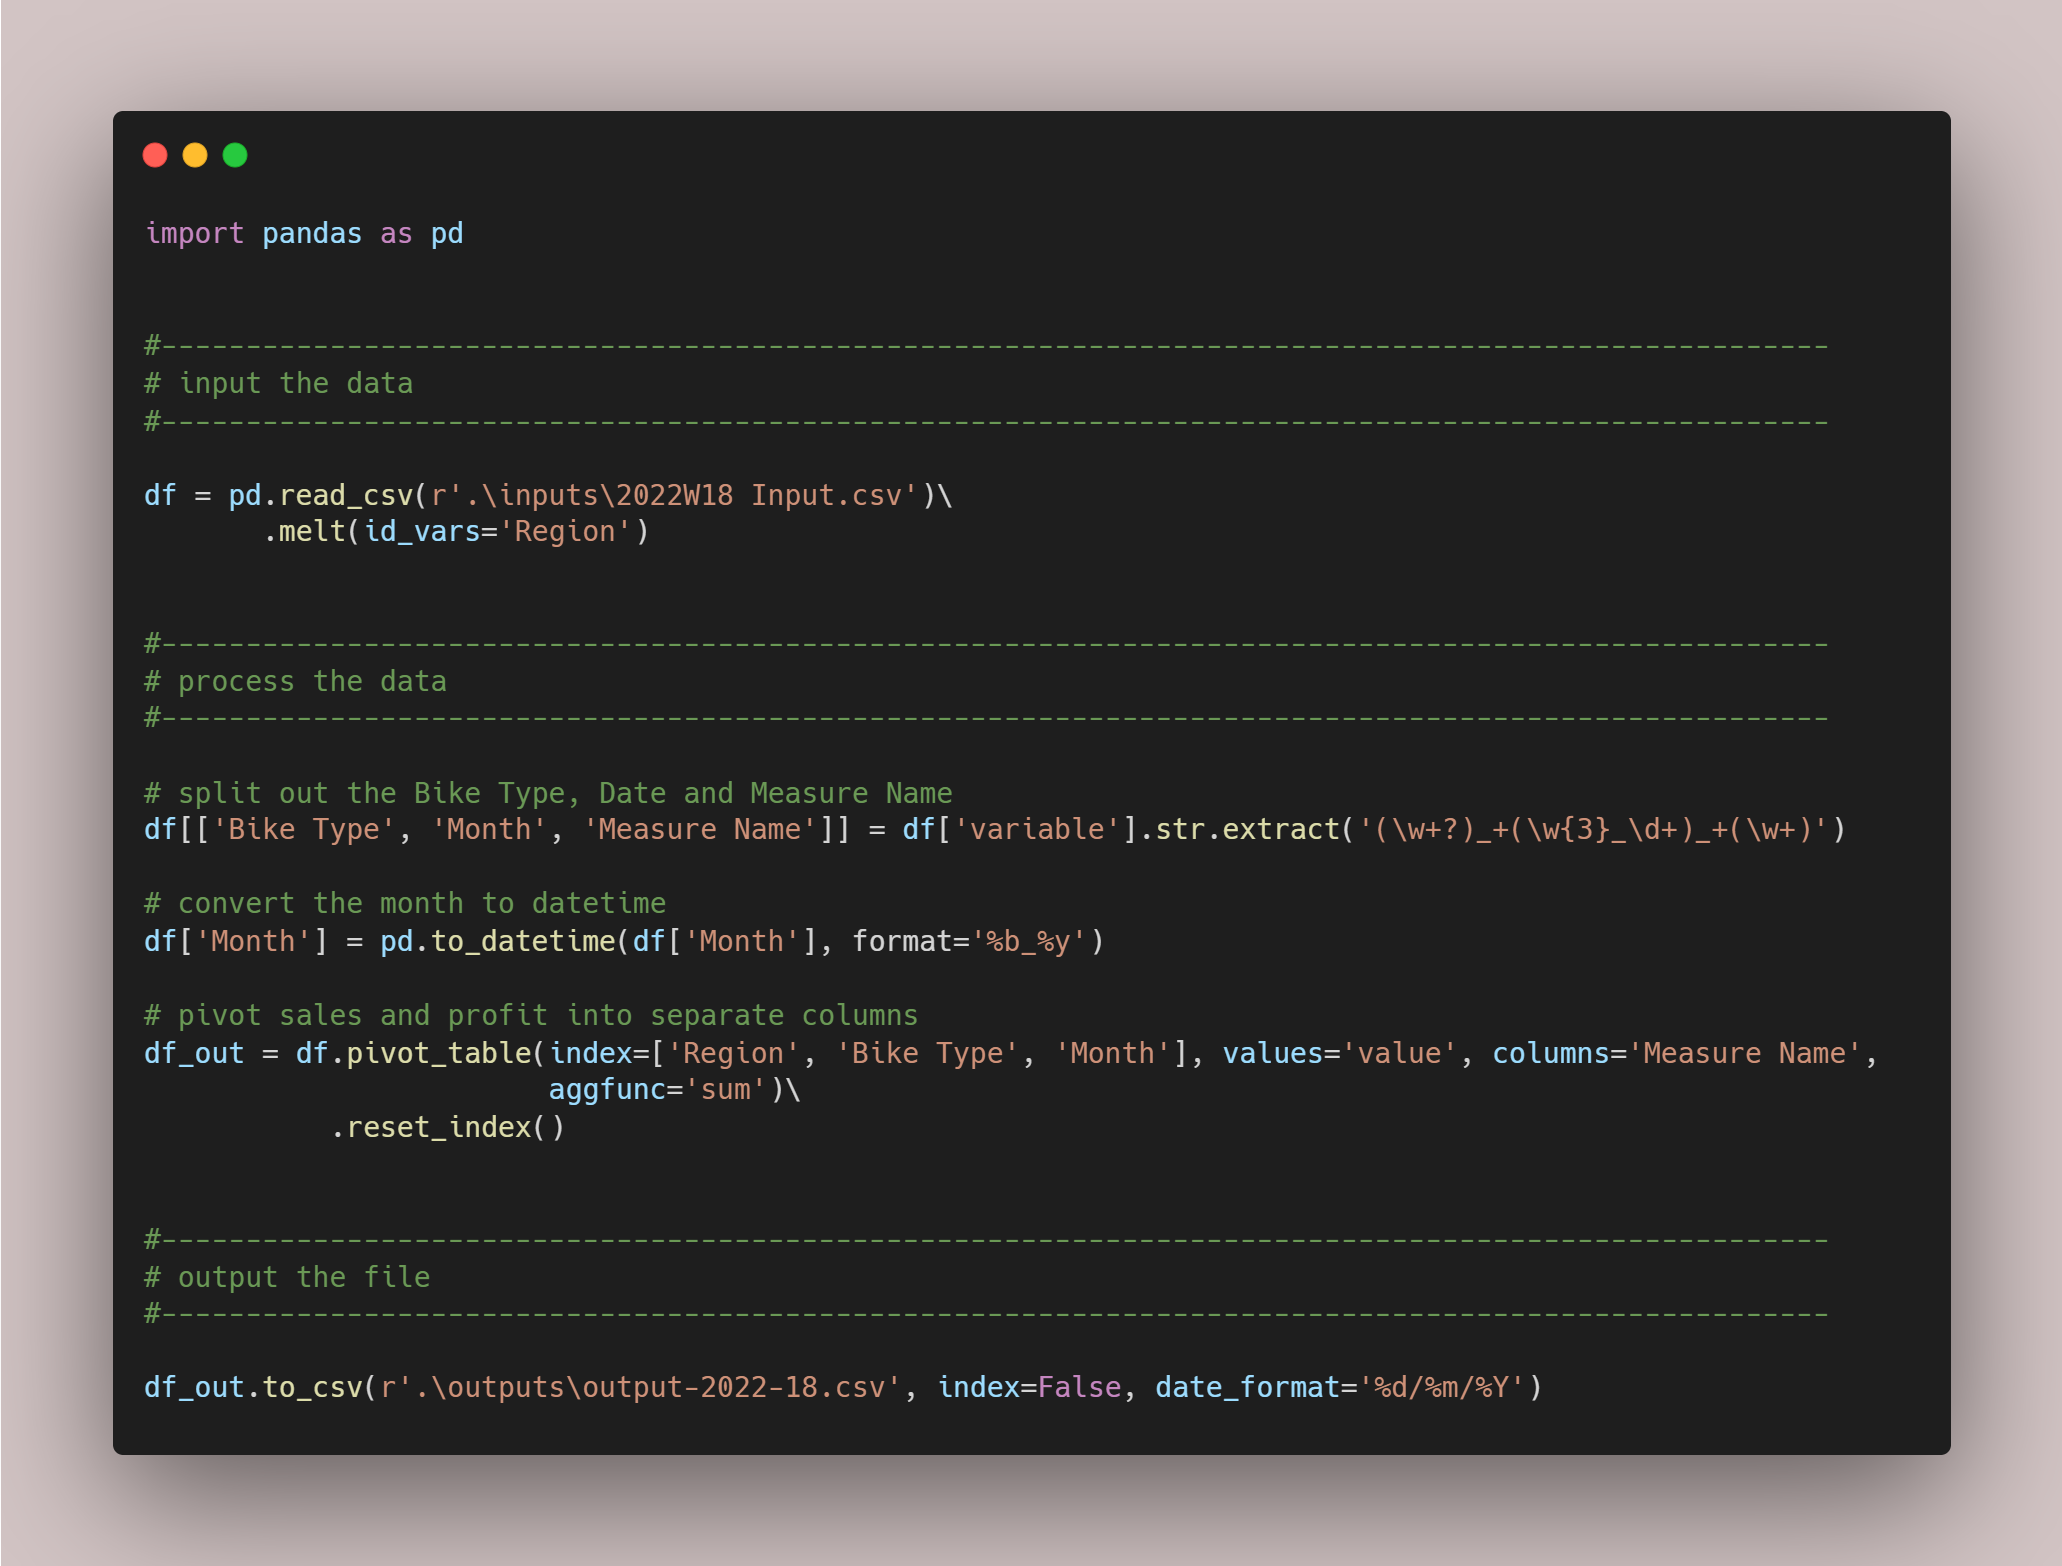 import pandas as pd
#---------------------------------------------------------------------------------------------------
# input the data
#---------------------------------------------------------------------------------------------------
df = pd.read_csv(r'.\inputs\2022W18 Input.csv')\
       .melt(id_vars='Region')
#---------------------------------------------------------------------------------------------------
# process the data
#---------------------------------------------------------------------------------------------------
# split out the Bike Type, Date and Measure Name
df[['Bike Type', 'Month', 'Measure Name']] = df['variable'].str.extract('(\w+?)_+(\w{3}_\d+)_+(\w+)')
# convert the month to datetime
df['Month'] = pd.to_datetime(df['Month'], format='%b_%y')
# pivot sales and profit into separate columns
df_out = df.pivot_table(index=['Region', 'Bike Type', 'Month'], values='value', columns='Measure Name',
                        aggfunc='sum')\
           .reset_index()
#---------------------------------------------------------------------------------------------------
# output the file
#---------------------------------------------------------------------------------------------------
df_out.to_csv(r'.\outputs\output-2022-18.csv', index=False, date_format='%d/%m/%Y')